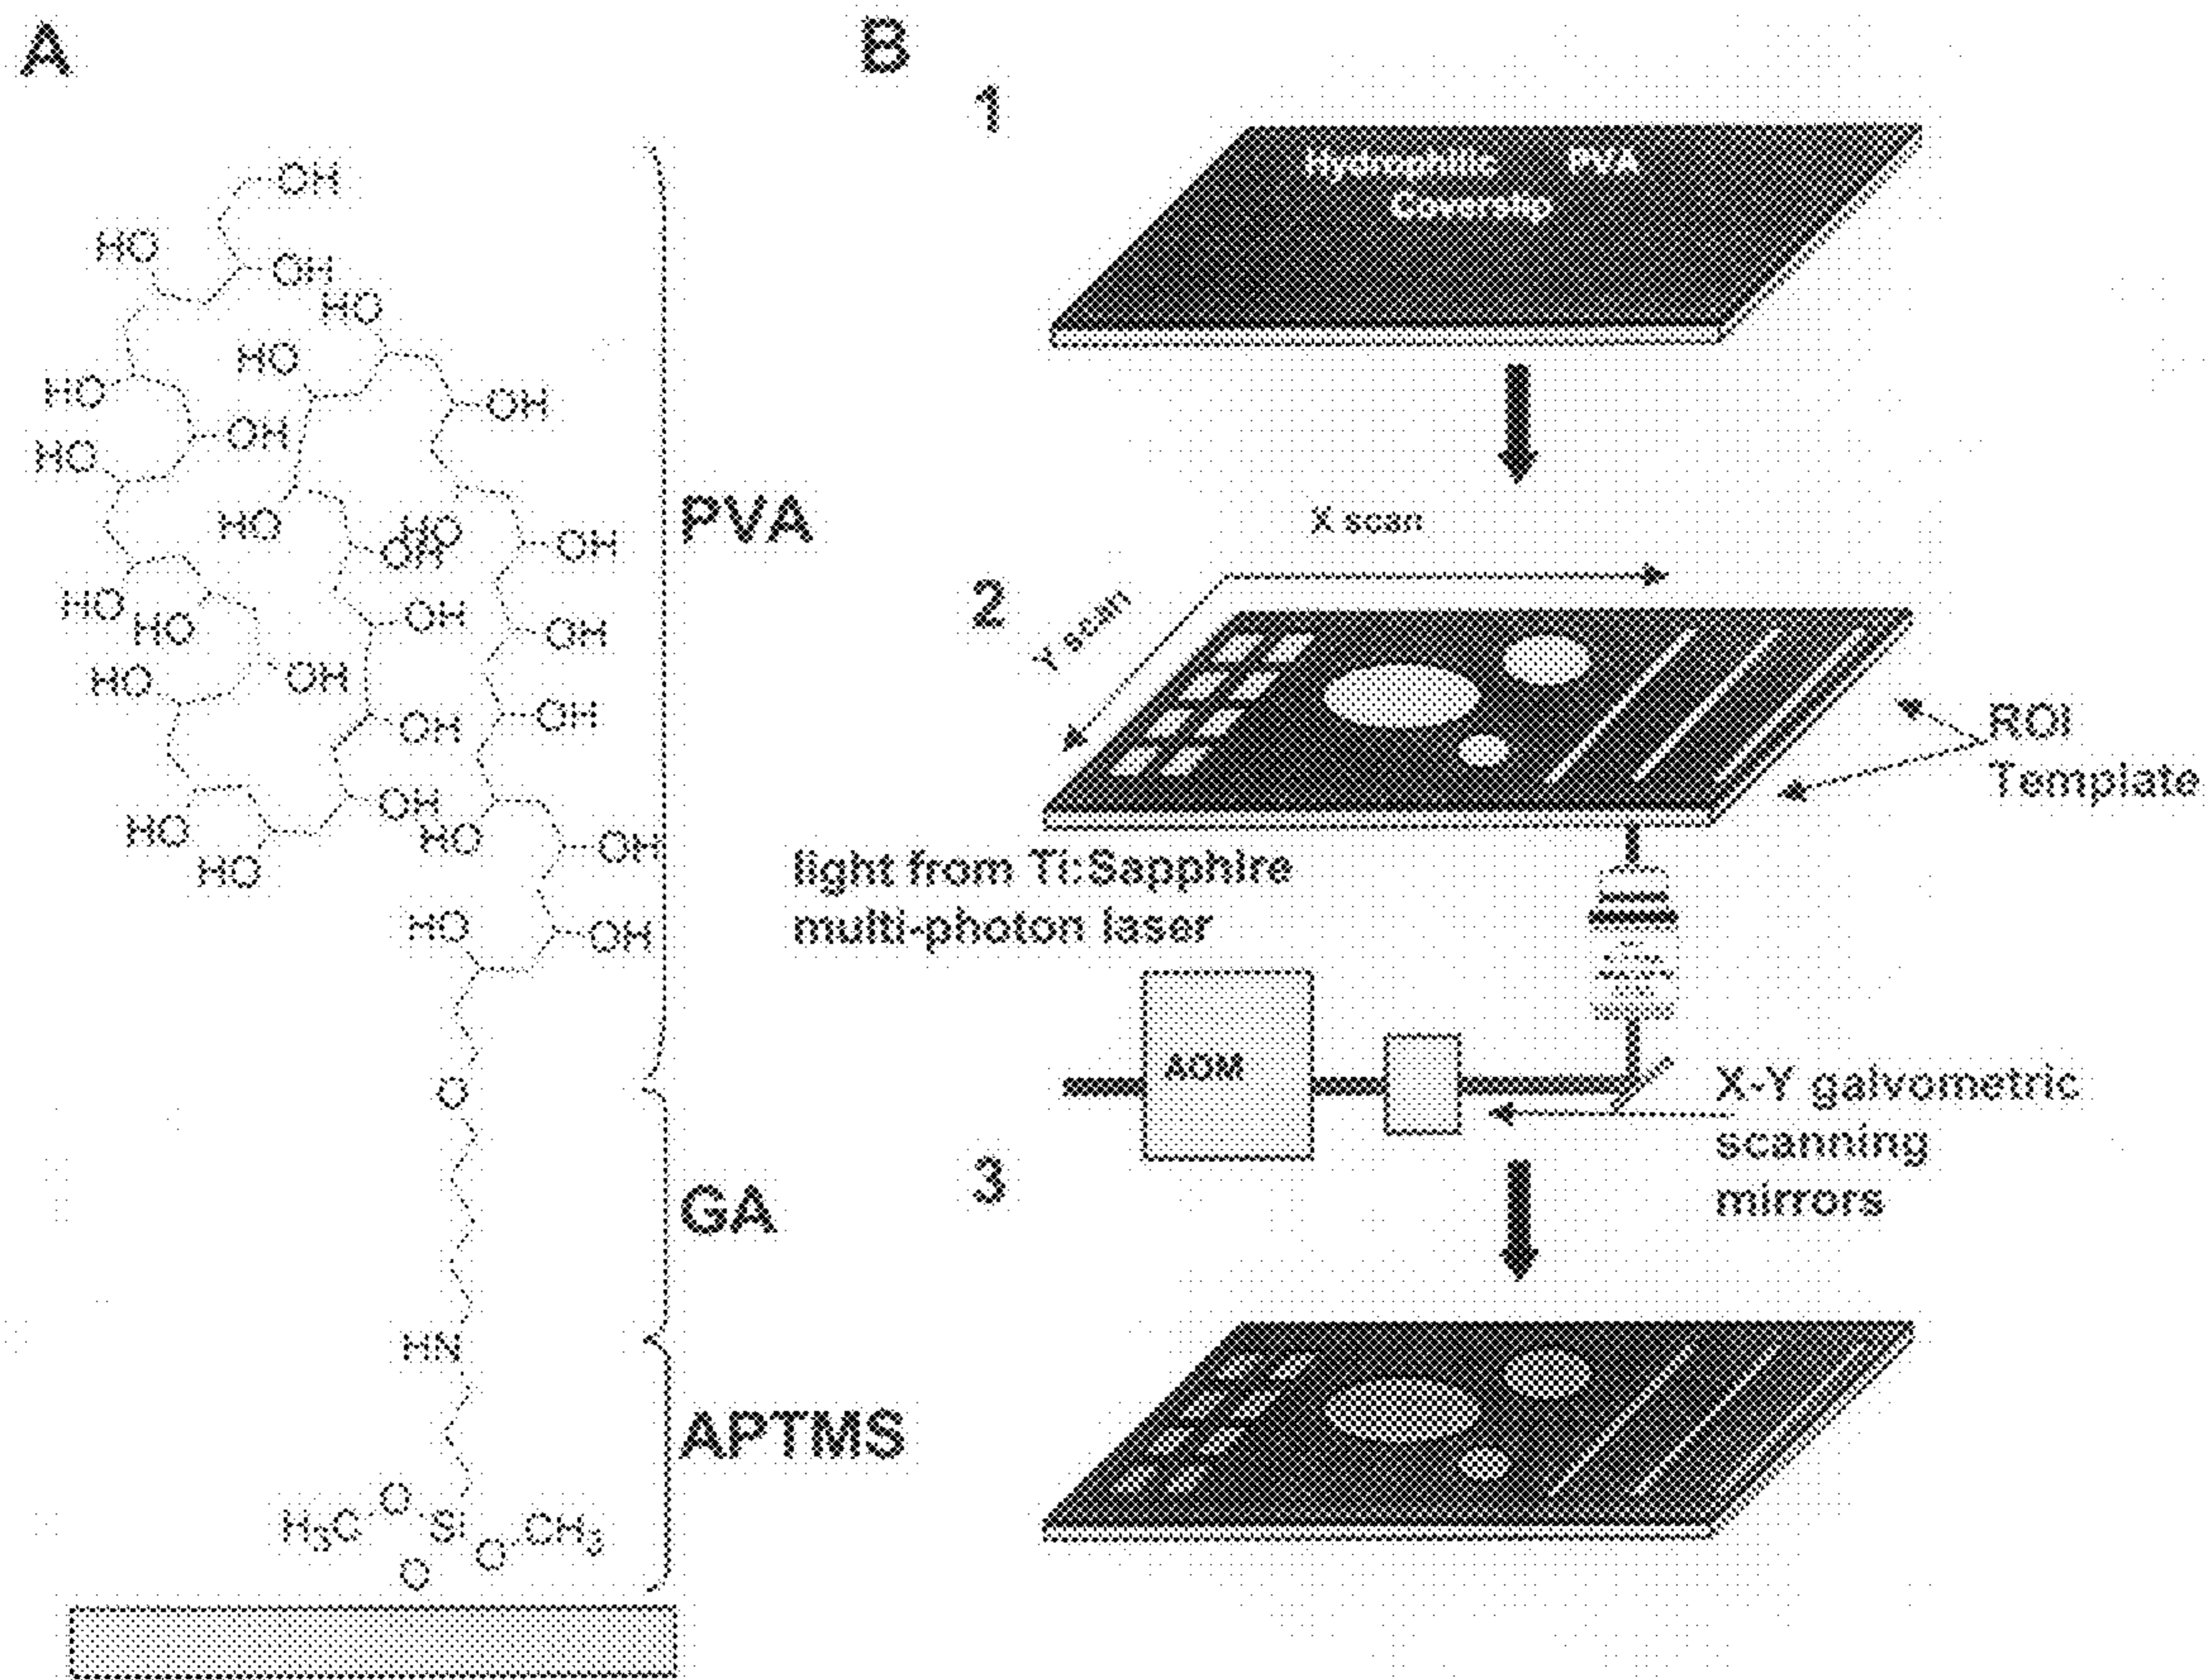 A
OH
HO
OH
HO
HO
HO
OH
OH
HO
HO
HO
OH
OH
HO
OH
HO
OH
HO
OH
OH
OH
OH
HO
HO
OH
HO
HO
OH
O
HN
O
H₃C
Si
CH₃
O
O
PVA
GA
APTMS
B
1
Hydrophilic PVA
Coverslip
2
X scan
Y scan
ROI
Template
light from Ti:Sapphire
multi-photon laser
AOM
X-Y galvometric
scanning
mirrors
3